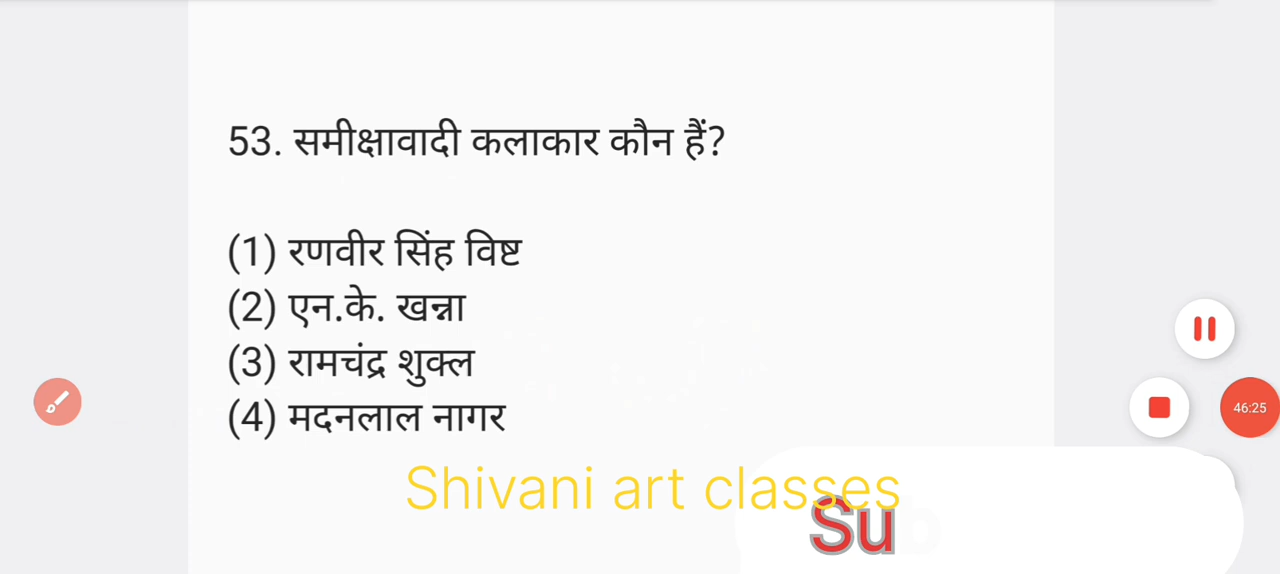 53. समीक्षावादी कलाकार कौन हैं?
(1) रणवीर सिंह विष्ट
(2) एन.के. खन्ना
(3) रामचंद्र शुक्ल
(4) मदनलाल नागर
46:25
Shivani art classes
Su